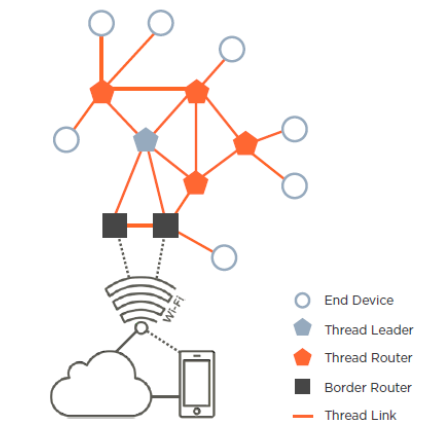 Wi-Fi
End Device
Thread Leader
Thread Router
Border Router
Thread Link